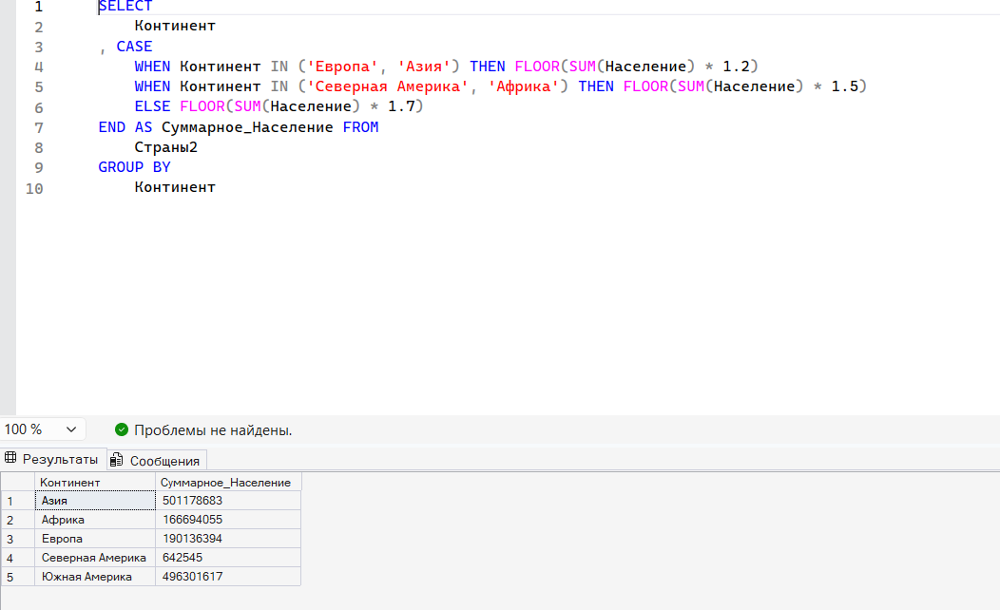 1 SELECT
2 Континент
3 , CASE
4 WHEN Континент IN ('Европа', 'Азия') THEN FLOOR(SUM(Население) * 1.2)
5 WHEN Континент IN ('Северная Америка', 'Африка') THEN FLOOR(SUM(Население) * 1.5)
6 ELSE FLOOR(SUM(Население) * 1.7)
7 END AS Суммарное_Население FROM
8 Страны2
9 GROUP BY
10 Континент
100 % Проблемы не найдены.
Результаты Сообщения
Континент Суммарное_Население
1 Азия 501178683
2 Африка 166694055
3 Европа 190136394
4 Северная Америка 642545
5 Южная Америка 496301617